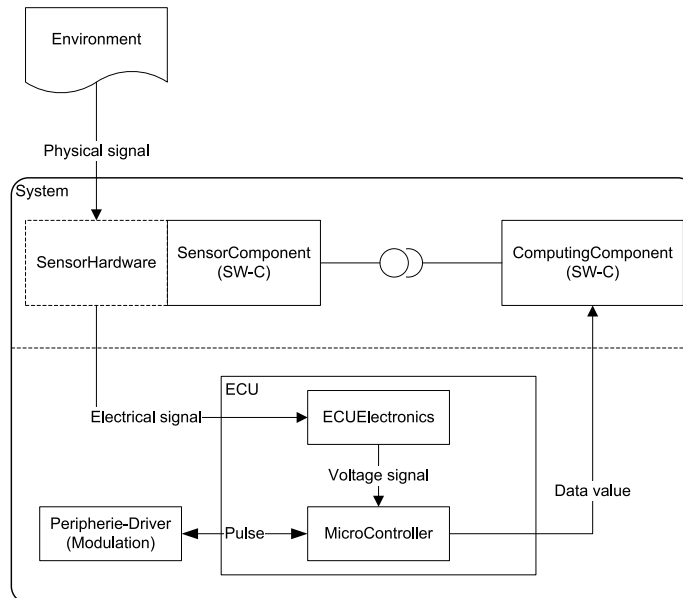 Environment
Physical signal
System
SensorHardware
SensorComponent
(SW-C)
ComputingComponent
(SW-C)
ECU
Electrical signal
ECUElectronics
Voltage signal
Data value
Peripherie-Driver
(Modulation)
Pulse
MicroController